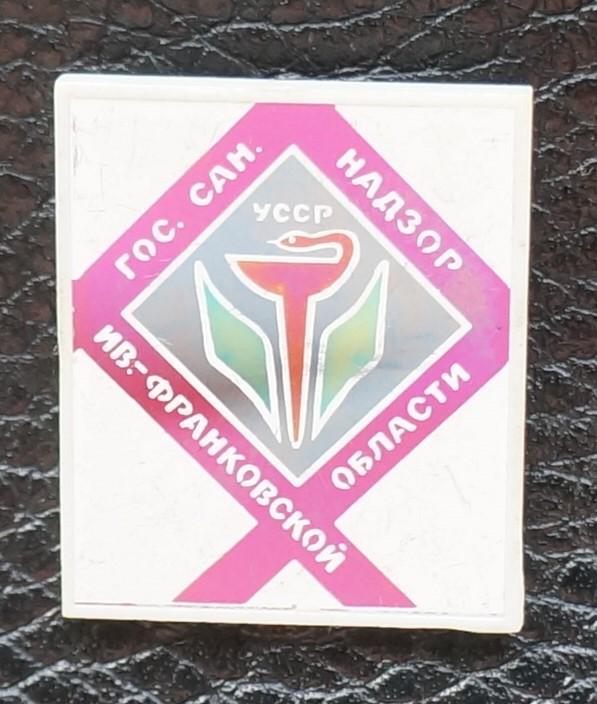 ГОС. САН.
НАДЗОР
УССР
ИВ.-ФРАНКОВСКОЙ
ОБЛАСТИ